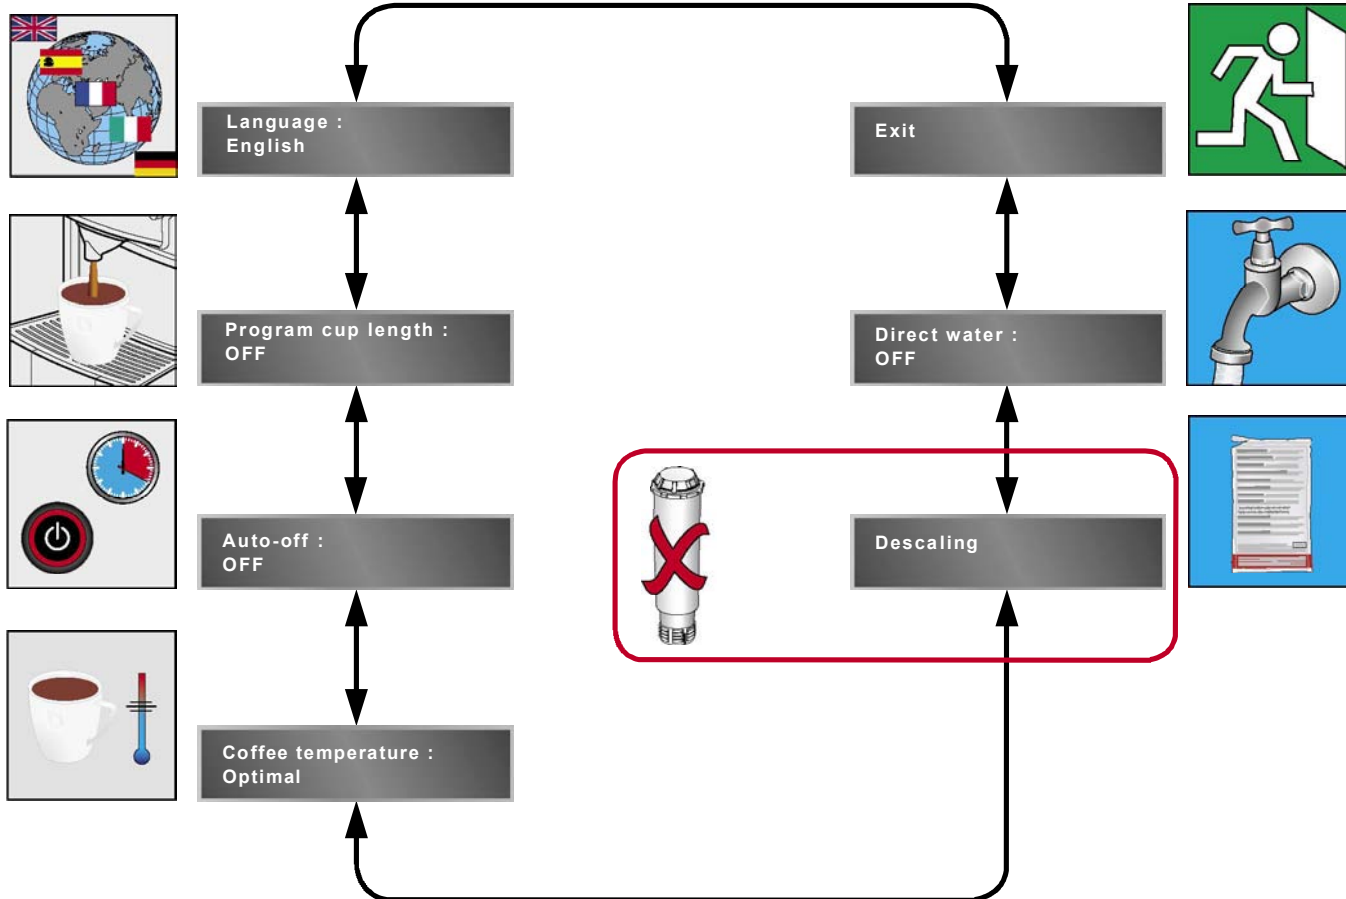 Language :
English
Exit
Program cup length :
OFF
Direct water :
OFF
Auto-off :
OFF
Descaling
Coffee temperature :
Optimal